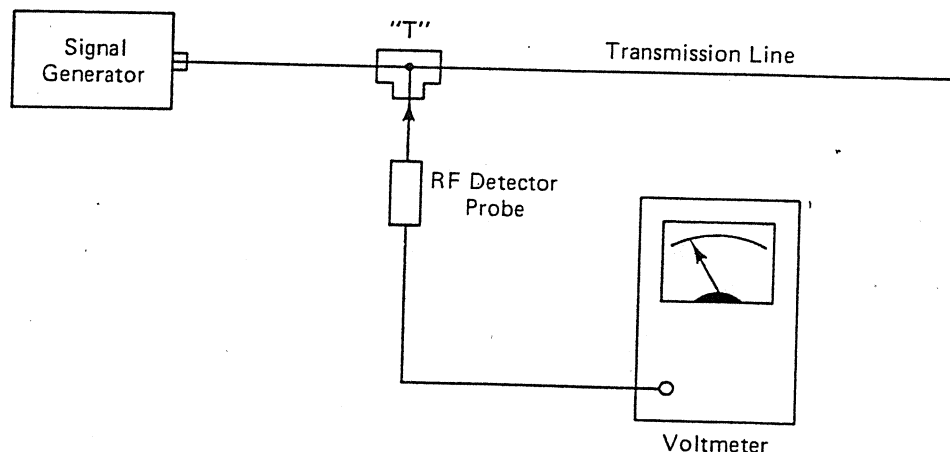 "T"
Signal
Generator
Transmission Line
RF Detector
Probe
Voltmeter